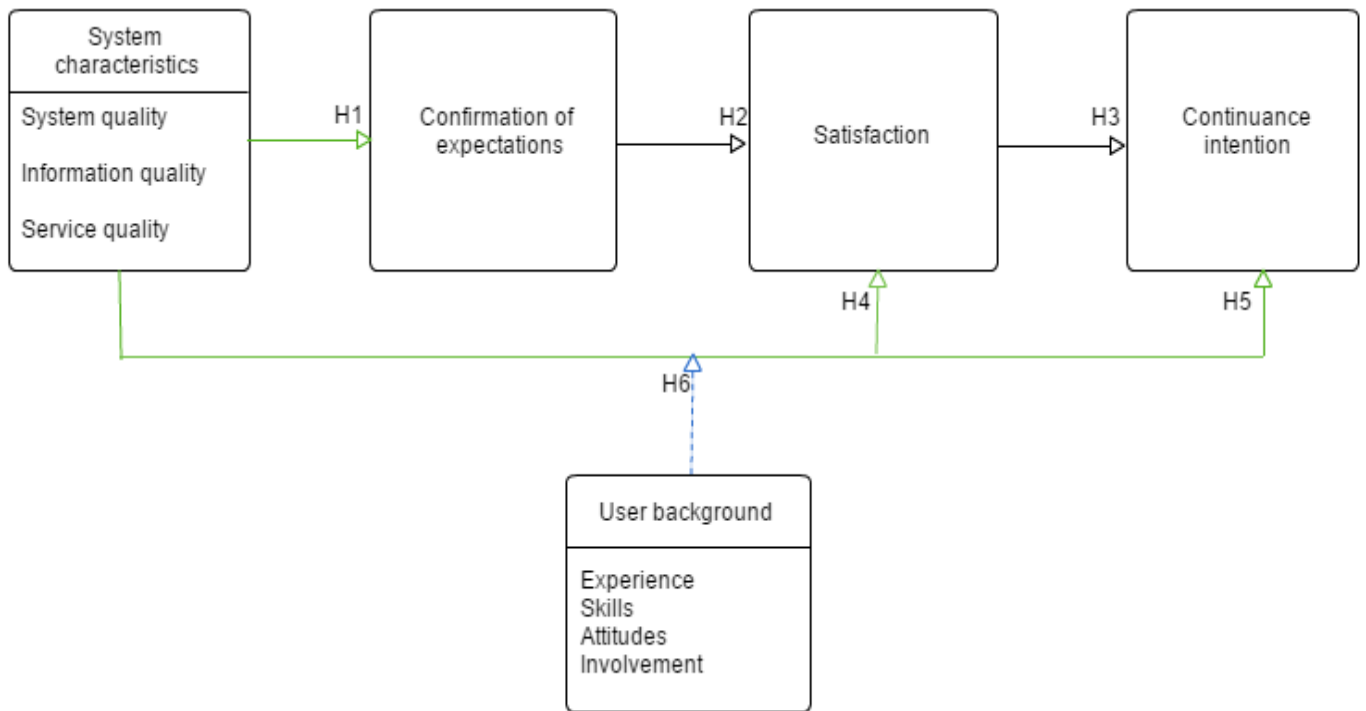 System
characteristics
System quality
Information quality
Service quality
H1
Confirmation of
expectations
H2
Satisfaction
H3
Continuance
intention
H4
H5
H6
User background
Experience
Skills
Attitudes
Involvement